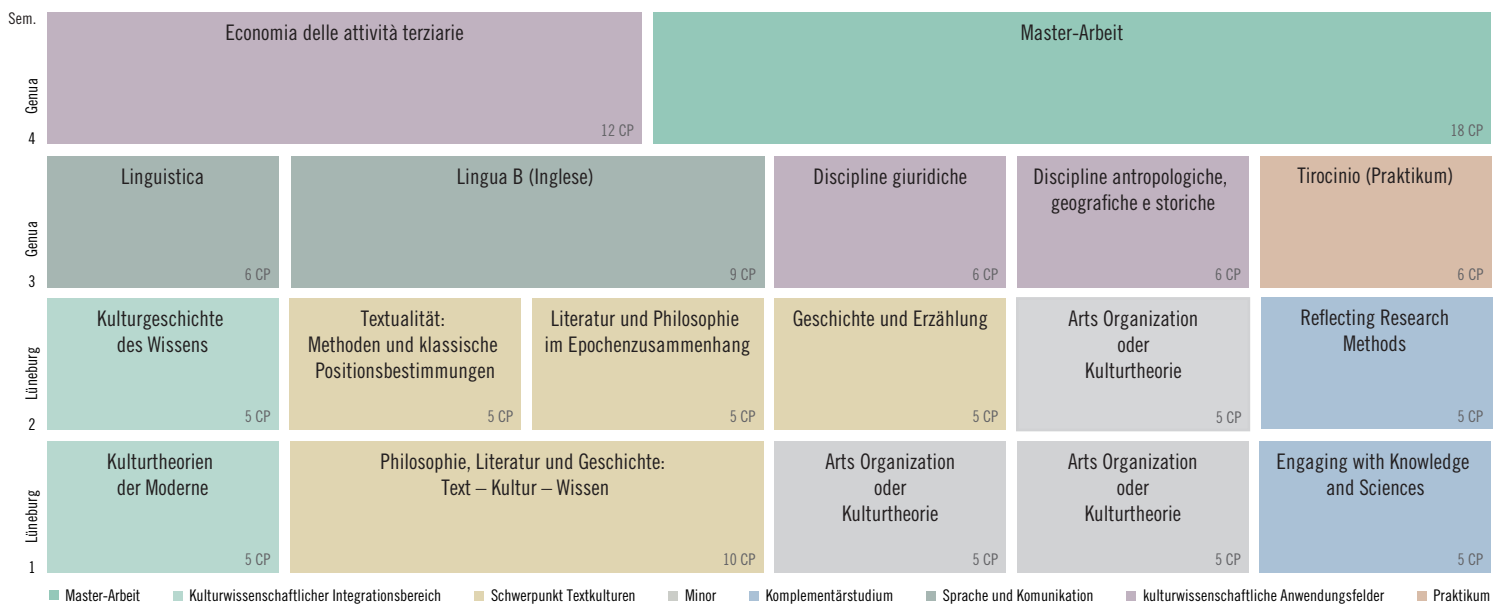 Sem.
Economia delle attività terziarie
12 CP
Master-Arbeit
18 CP
Genua
4
Linguistica
6 CP
Lingua B (Inglese)
9 CP
Discipline giuridiche
6 CP
Discipline antropologiche,
geografiche e storiche
6 CP
Tirocinio (Praktikum)
6 CP
Genua
3
Kulturgeschichte
des Wissens
5 CP
Textualität:
Methoden und klassische
Positionsbestimmungen
5 CP
Literatur und Philosophie
im Epochenzusammenhang
5 CP
Geschichte und Erzählung
5 CP
Arts Organization
oder
Kulturtheorie
5 CP
Reflecting Research
Methods
5 CP
Lüneburg
2
Kulturtheorien
der Moderne
5 CP
Philosophie, Literatur und Geschichte:
Text – Kultur – Wissen
10 CP
Arts Organization
oder
Kulturtheorie
5 CP
Arts Organization
oder
Kulturtheorie
5 CP
Engaging with Knowledge
and Sciences
5 CP
Lüneburg
1
Master-Arbeit
Kulturwissenschaftlicher Integrationsbereich
Schwerpunkt Textkulturen
Minor
Komplementärstudium
Sprache und Komunikation
kulturwissenschaftliche Anwendungsfelder
Praktikum